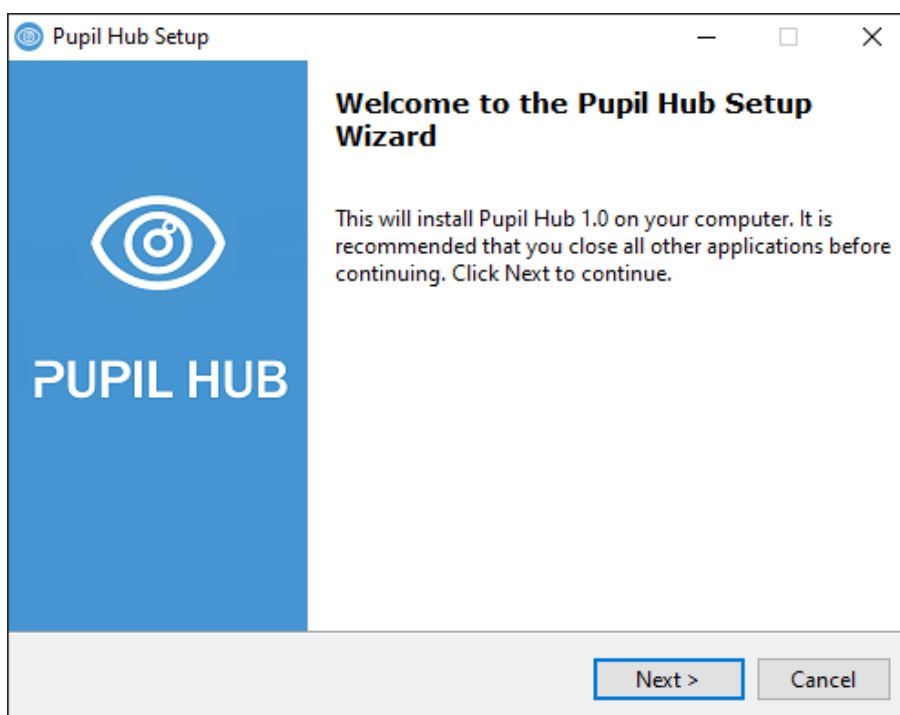 Pupil Hub Setup
Welcome to the Pupil Hub Setup
Wizard
This will install Pupil Hub 1.0 on your computer. It is
recommended that you close all other applications before
continuing. Click Next to continue.
PUPIL HUB
Next >
Cancel